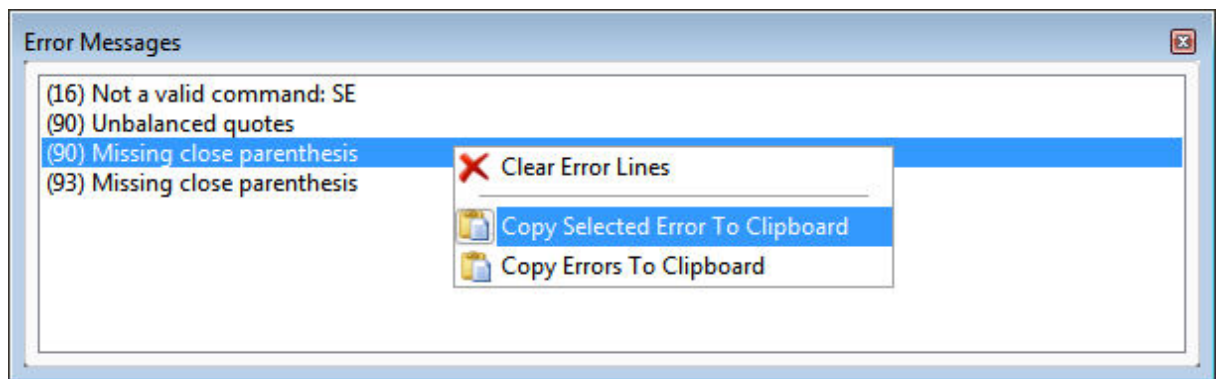 Error Messages
(16) Not a valid command: SE
(90) Unbalanced quotes
(90) Missing close parenthesis
(93) Missing close parenthesis
Clear Error Lines
Copy Selected Error To Clipboard
Copy Errors To Clipboard